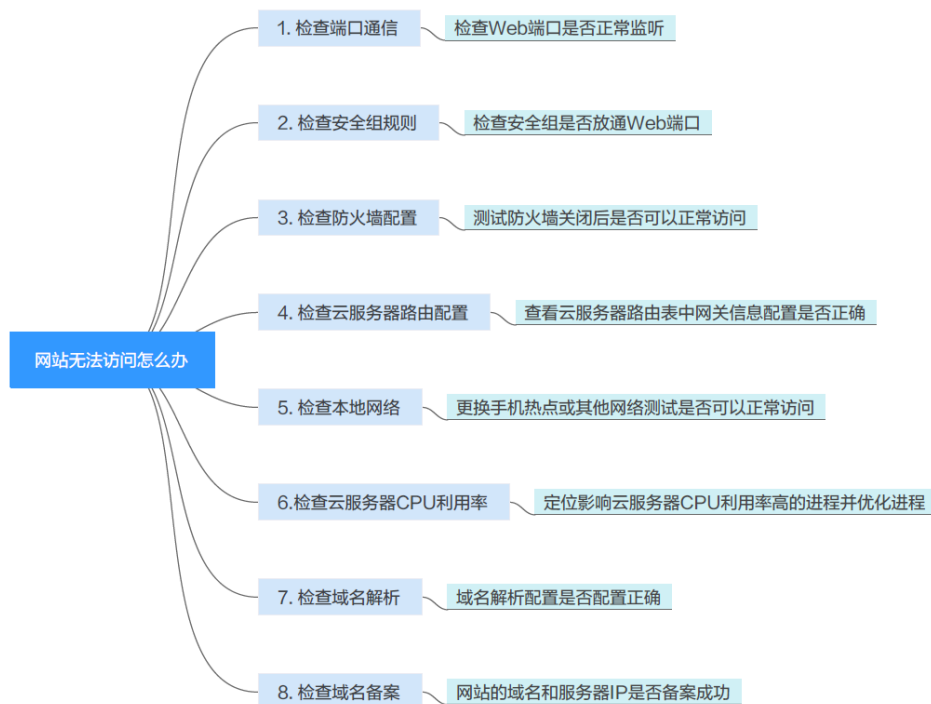 1. 检查端口通信
检查Web端口是否正常监听
2. 检查安全组规则
检查安全组是否放通Web端口
3. 检查防火墙配置
测试防火墙关闭后是否可以正常访问
4. 检查云服务器路由配置
查看云服务器路由表中网关信息配置是否正确
网站无法访问怎么办
5. 检查本地网络
更换手机热点或其他网络测试是否可以正常访问
6.检查云服务器CPU利用率
定位影响云服务器CPU利用率高的进程并优化进程
7. 检查域名解析
域名解析配置是否配置正确
8. 检查域名备案
网站的域名和服务器IP是否备案成功